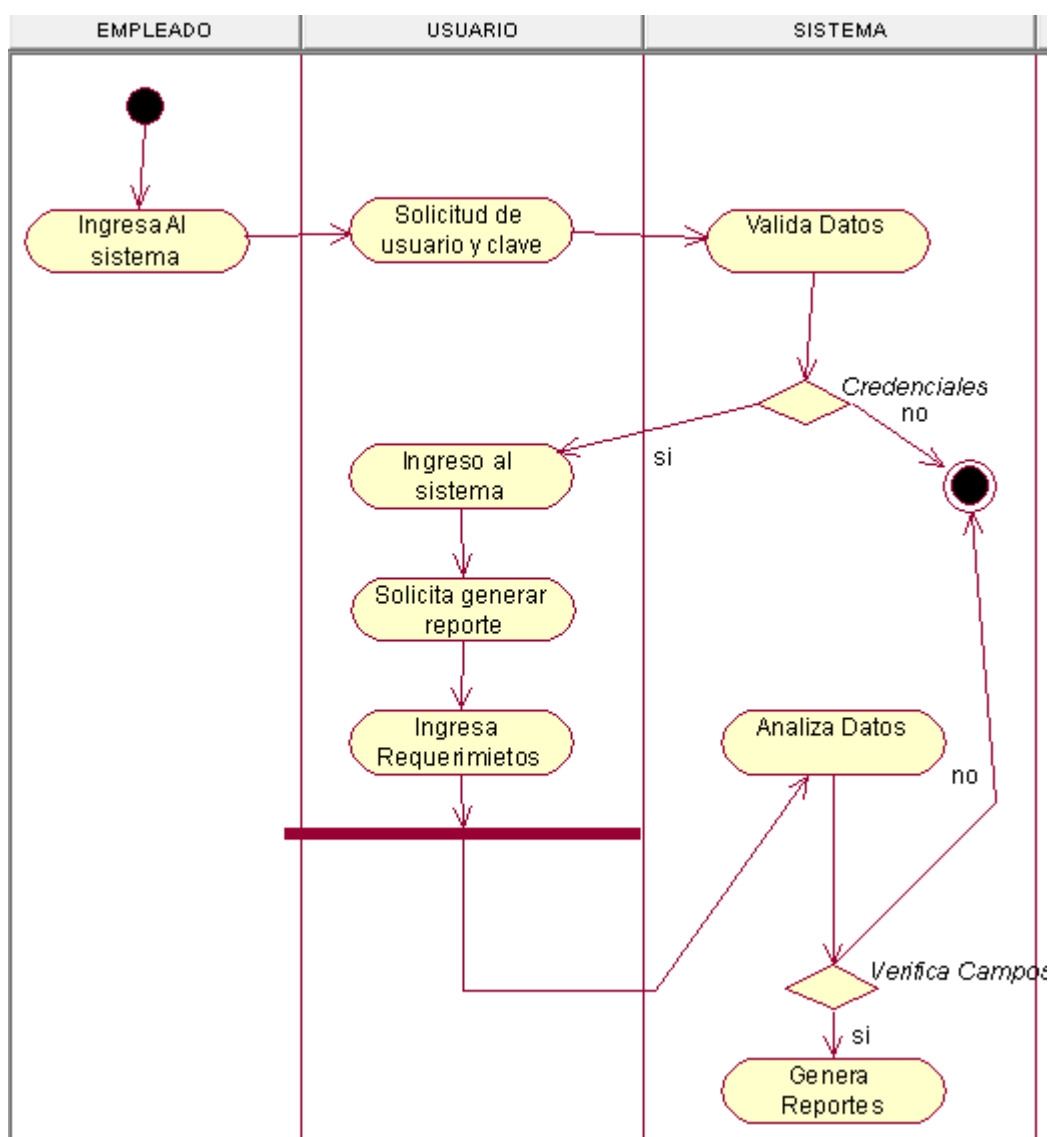 EMPLEADO
USUARIO
SISTEMA
Ingresa Al
sistema
Solicitud de
usuario y clave
Valida Datos
Credenciales
no
si
Ingreso al
sistema
Solicita generar
reporte
Ingresa
Requerimietos
Analiza Datos
no
Verifica Campos
si
Genera
Reportes